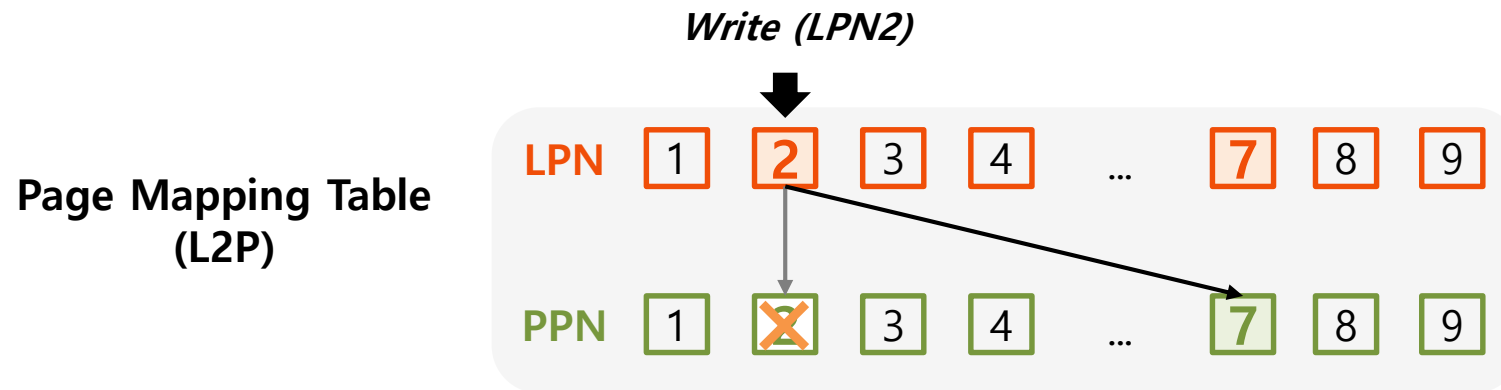 Write (LPN2)
LPN 1 2 3 4 ... 7 8 9
Page Mapping Table
(L2P)
PPN 1 2 3 4 ... 7 8 9